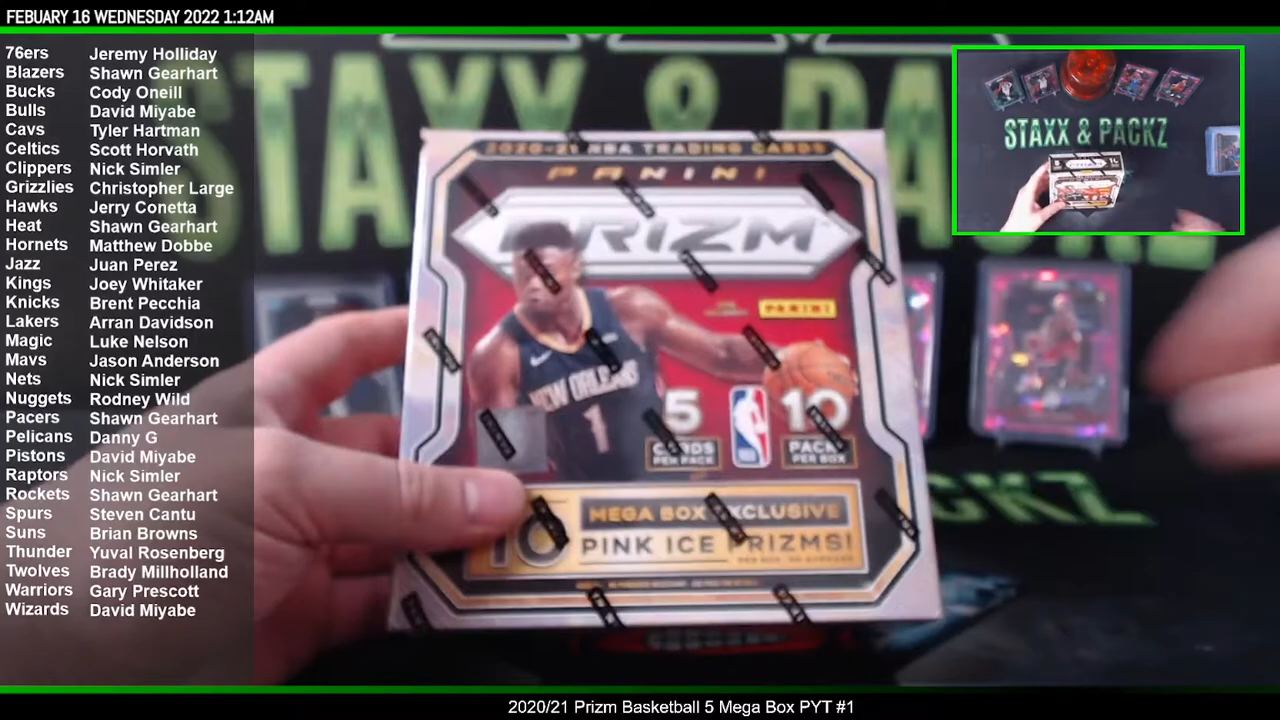 FEBUARY 16 WEDNESDAY 2022 1:12AM
76ers Jeremy Holliday
Blazers Shawn Gearhart
Bucks Cody Oneill
Bulls David Miyabe
Cavs Tyler Hartman
Celtics Scott Horvath
Clippers Nick Simler
Grizzlies Christopher Large
Hawks Jerry Conetta
Heat Shawn Gearhart
Hornets Matthew Dobbe
Jazz Juan Perez
Kings Joey Whitaker
Knicks Brent Pecchia
Lakers Arran Davidson
Magic Luke Nelson
Mavs Jason Anderson
Nets Nick Simler
Nuggets Rodney Wild
Pacers Shawn Gearhart
Pelicans Danny G
Pistons David Miyabe
Raptors Nick Simler
Rockets Shawn Gearhart
Spurs Steven Cantu
Suns Brian Browns
Thunder Yuval Rosenberg
Twolves Brady Millholland
Warriors Gary Prescott
Wizards David Miyabe
STAXX & PACKZ
STAXX & PACKZ
2020-21 NBA TRADING CARDS
PANINI
PRIZM
PANINI
NEW ORLEANS
1
5
CARDS
PER PACK
10
PACKS
PER BOX
10
MEGA BOX EXCLUSIVE
PINK ICE PRIZMS!
2020/21 Prizm Basketball 5 Mega Box PYT #1